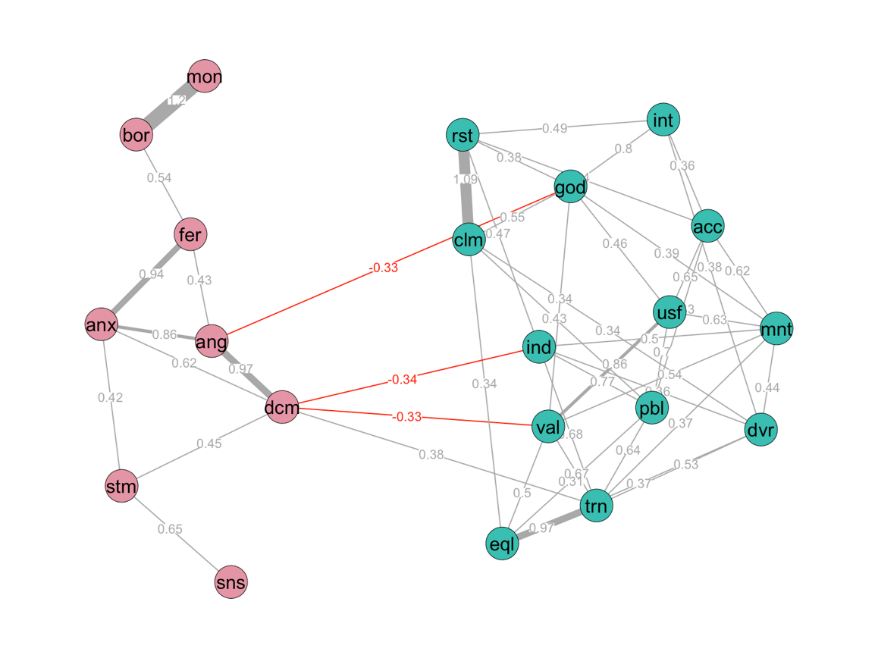 mon
1.2
bor
int
rst
0.49
0.38
0.8
0.36
1.09
god
0.54
0.55
acc
fer
clm
0.47
0.46
0.39
-0.33
0.38
0.62
0.94
0.43
0.65
0.34
usf
anx
0.43
0.63
mnt
0.86
ang
0.34
0.5
ind
0.62
0.97
0.86
-0.34
0.77
0.54
0.34
0.44
0.42
dcm
pbl
-0.33
val
0.37
dvr
0.45
0.68
0.38
0.64
0.53
0.67
0.31
0.37
stm
0.5
trn
0.65
0.97
eql
sns